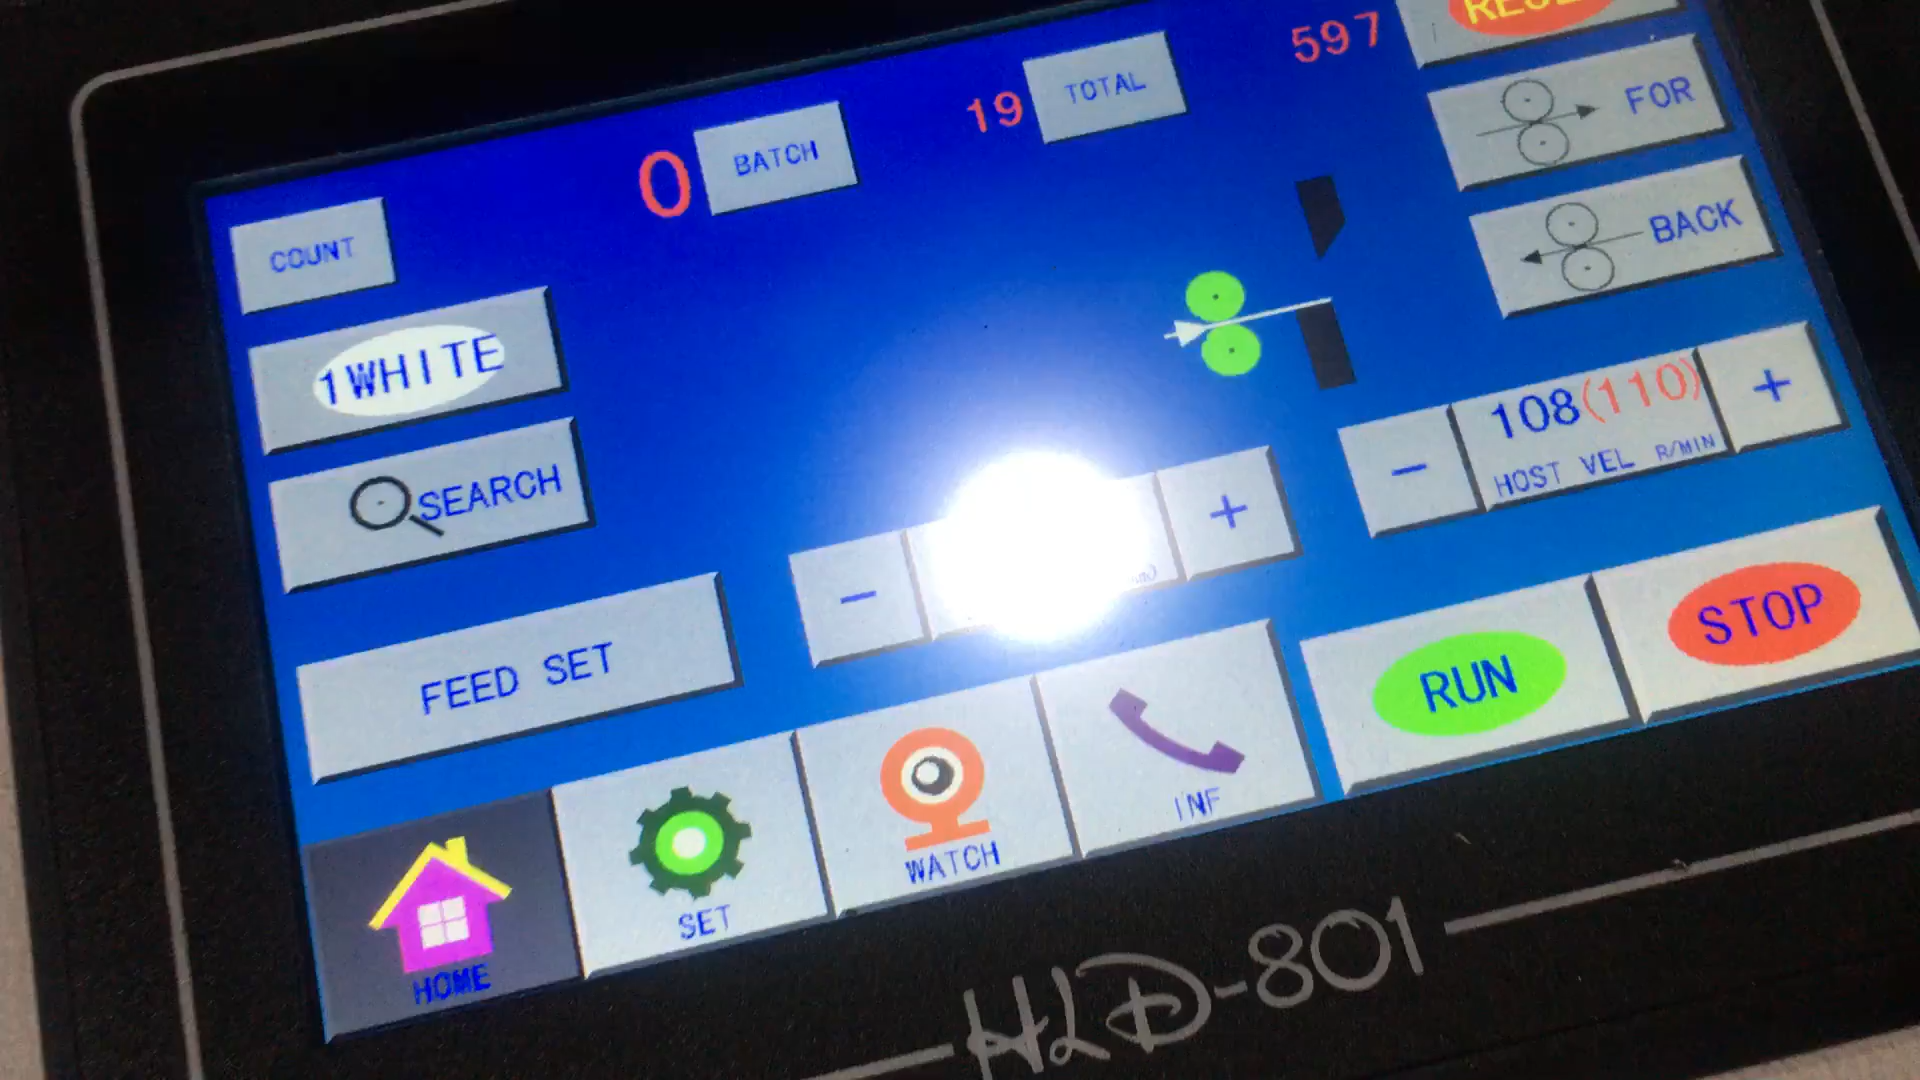 COUNT 0
BATCH 19
TOTAL 597
FOR
BACK
1WHITE
SEARCH
108(110)
HOST VEL R/MIN
- +
- +
FEED SET
RUN
STOP
HOME
SET
WATCH
INF
HLD-801